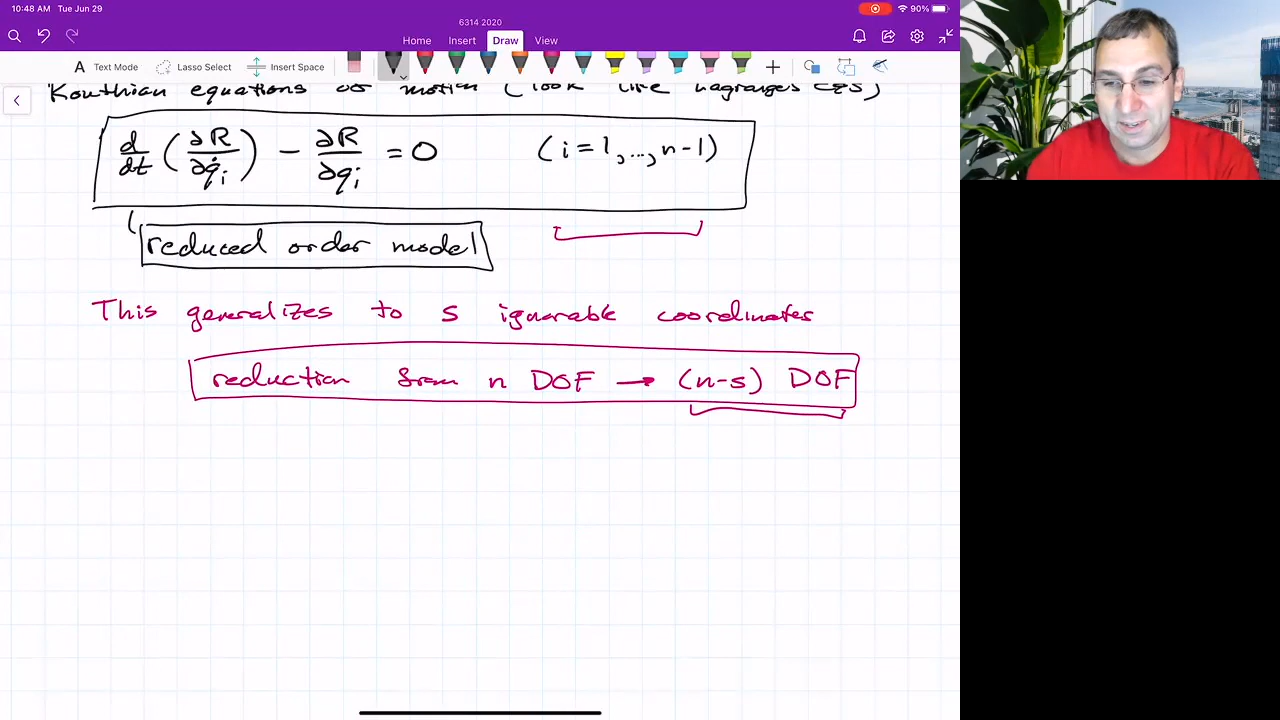 10:48 AM Tue Jun 29
90%
6314 2020
Home Insert Draw View
Text Mode Lasso Select Insert Space
equations of motion (look like Lagrange's
d/dt (∂R/∂q̇ᵢ) − ∂R/∂qᵢ = 0 (i = 1,..., n−1)
reduced order model
This generalizes to s ignorable coordinates
reduction from n DOF → (n-s) DOF